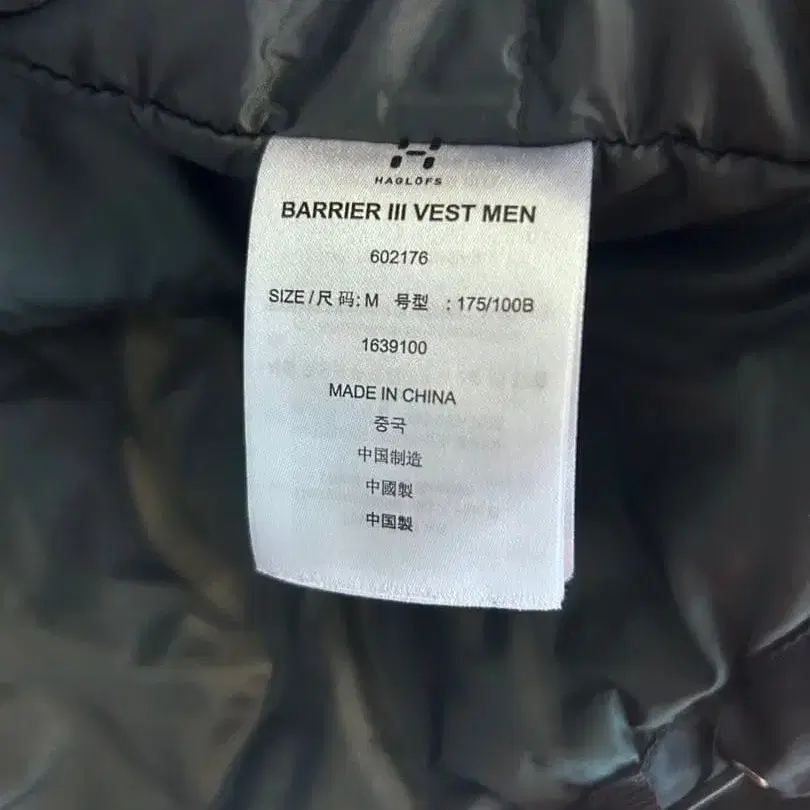 HAGLÖFS
BARRIER III VEST MEN
602176
SIZE / 尺 码: M 号型 : 175/100B
1639100
MADE IN CHINA
중국
中国制造
中國製
中国製